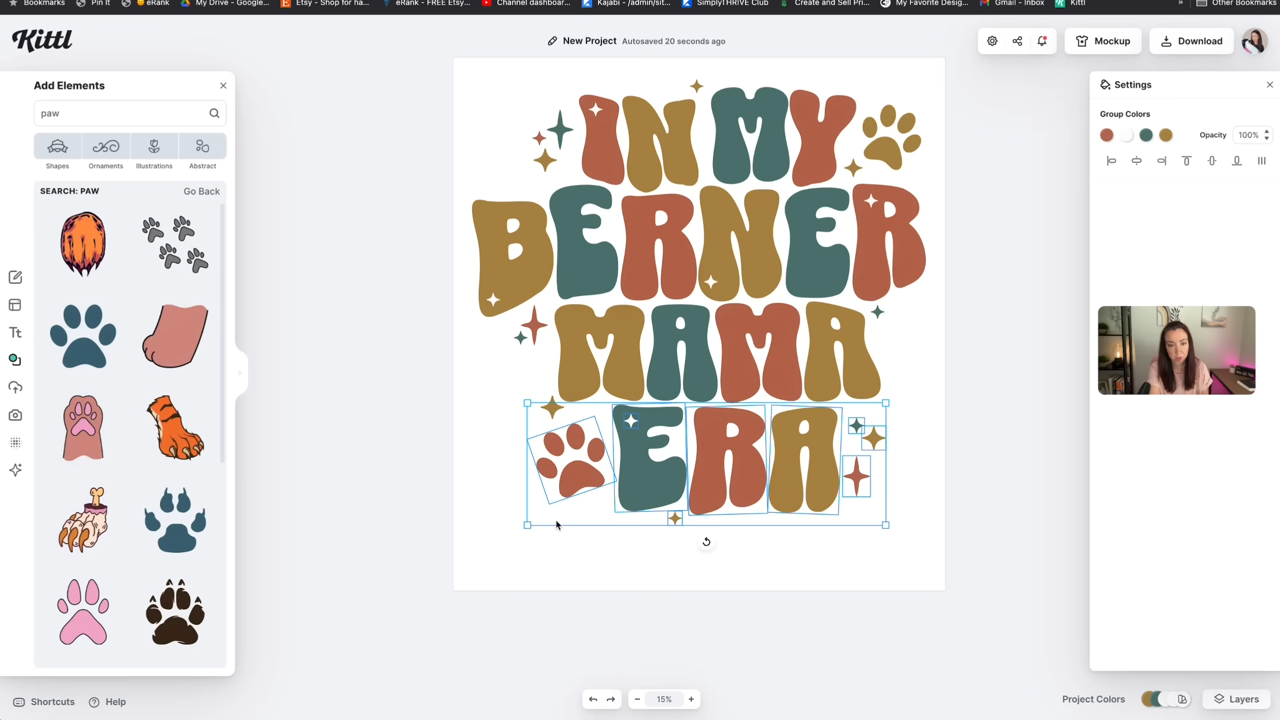 Bookmarks Pin It eRank My Drive - Google... Etsy - Shop for ha... eRank - FREE Etsy... Channel dashboar... Kajabi - /admin/sit... SimplyTHRIVE Club Create and Sell Pri... My Favorite Desig... Gmail - Inbox Kittl » Other Bookmarks
Kittl
New Project Autosaved 20 seconds ago
Mockup
Download
Add Elements
paw
Shapes Ornaments Illustrations Abstract
SEARCH: PAW Go Back
Tt
IN MY
BERNER
MAMA
ERA
Settings
Group Colors
Opacity 100%
Shortcuts Help
− 15% +
Project Colors
Layers